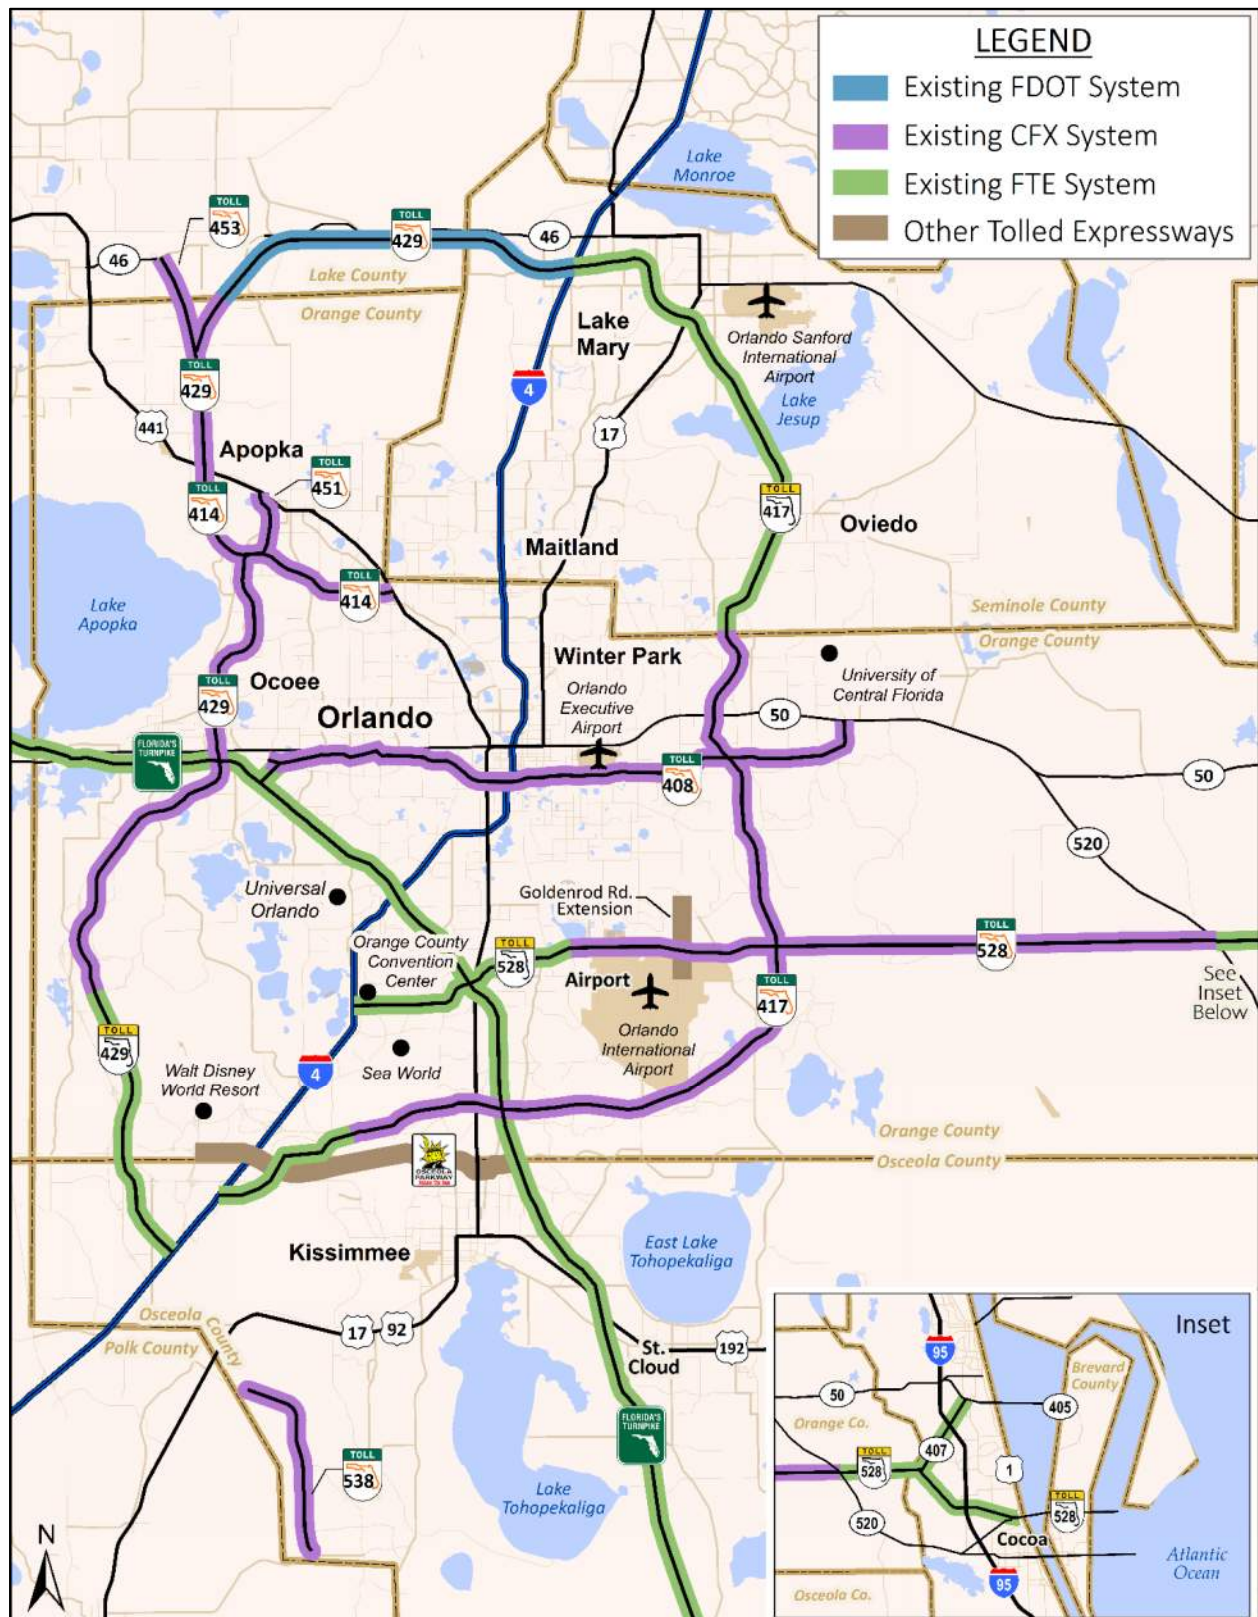 LEGEND
Existing FDOT System
Existing CFX System
Existing FTE System
Other Tolled Expressways
Lake
Monroe
TOLL
453
TOLL
429
46
46
Lake County
Orange County
Lake
Mary
Orlando Sanford
International
Airport
Lake
Jesup
TOLL
429
4
441
17
Apopka
TOLL
451
TOLL
414
TOLL
417
Oviedo
Maitland
TOLL
414
Lake
Apopka
Seminole County
Orange County
Winter Park
University of
Central Florida
Ocoee
TOLL
429
Orlando
Orlando
Executive
Airport
50
FLORIDA'S
TURNPIKE
TOLL
408
50
520
Universal
Orlando
Goldenrod Rd.
Extension
Orange County
Convention
Center
TOLL
528
TOLL
528
Airport
TOLL
417
See
Inset
Below
TOLL
429
Orlando
International
Airport
Walt Disney
World Resort
4
Sea World
Orange County
Osceola County
OSCEOLA
PARKWAY
Kissimmee
East Lake
Tohopekaliga
Osceola County
Polk County
17
92
St.
Cloud
192
FLORIDA'S
TURNPIKE
TOLL
538
Lake
Tohopekaliga
N
Inset
95
Brevard
County
50
405
Orange Co.
407
TOLL
528
1
TOLL
528
520
Cocoa
Atlantic
Ocean
95
Osceola Co.